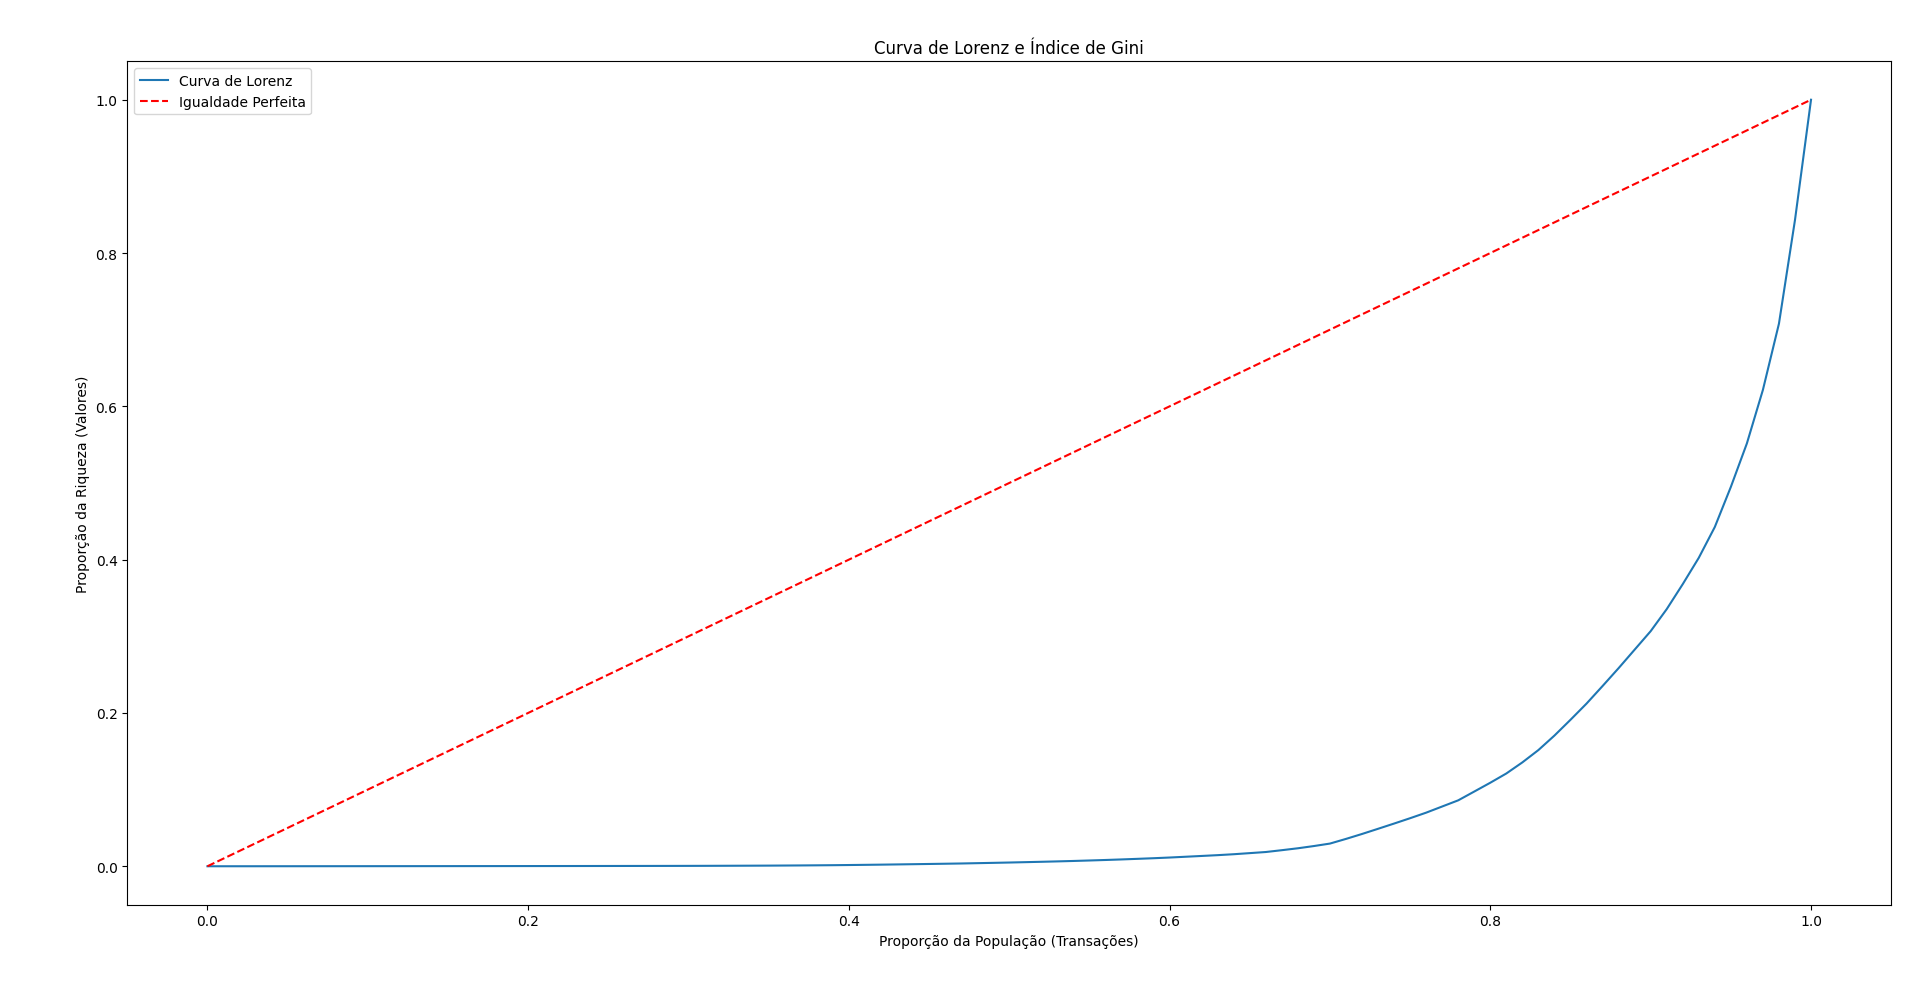 Curva de Lorenz e Índice de Gini
Curva de Lorenz
Igualdade Perfeita
1.0
0.8
0.6
0.4
0.2
0.0
Proporção da Riqueza (Valores)
0.0 0.2 0.4 0.6 0.8 1.0
Proporção da População (Transações)